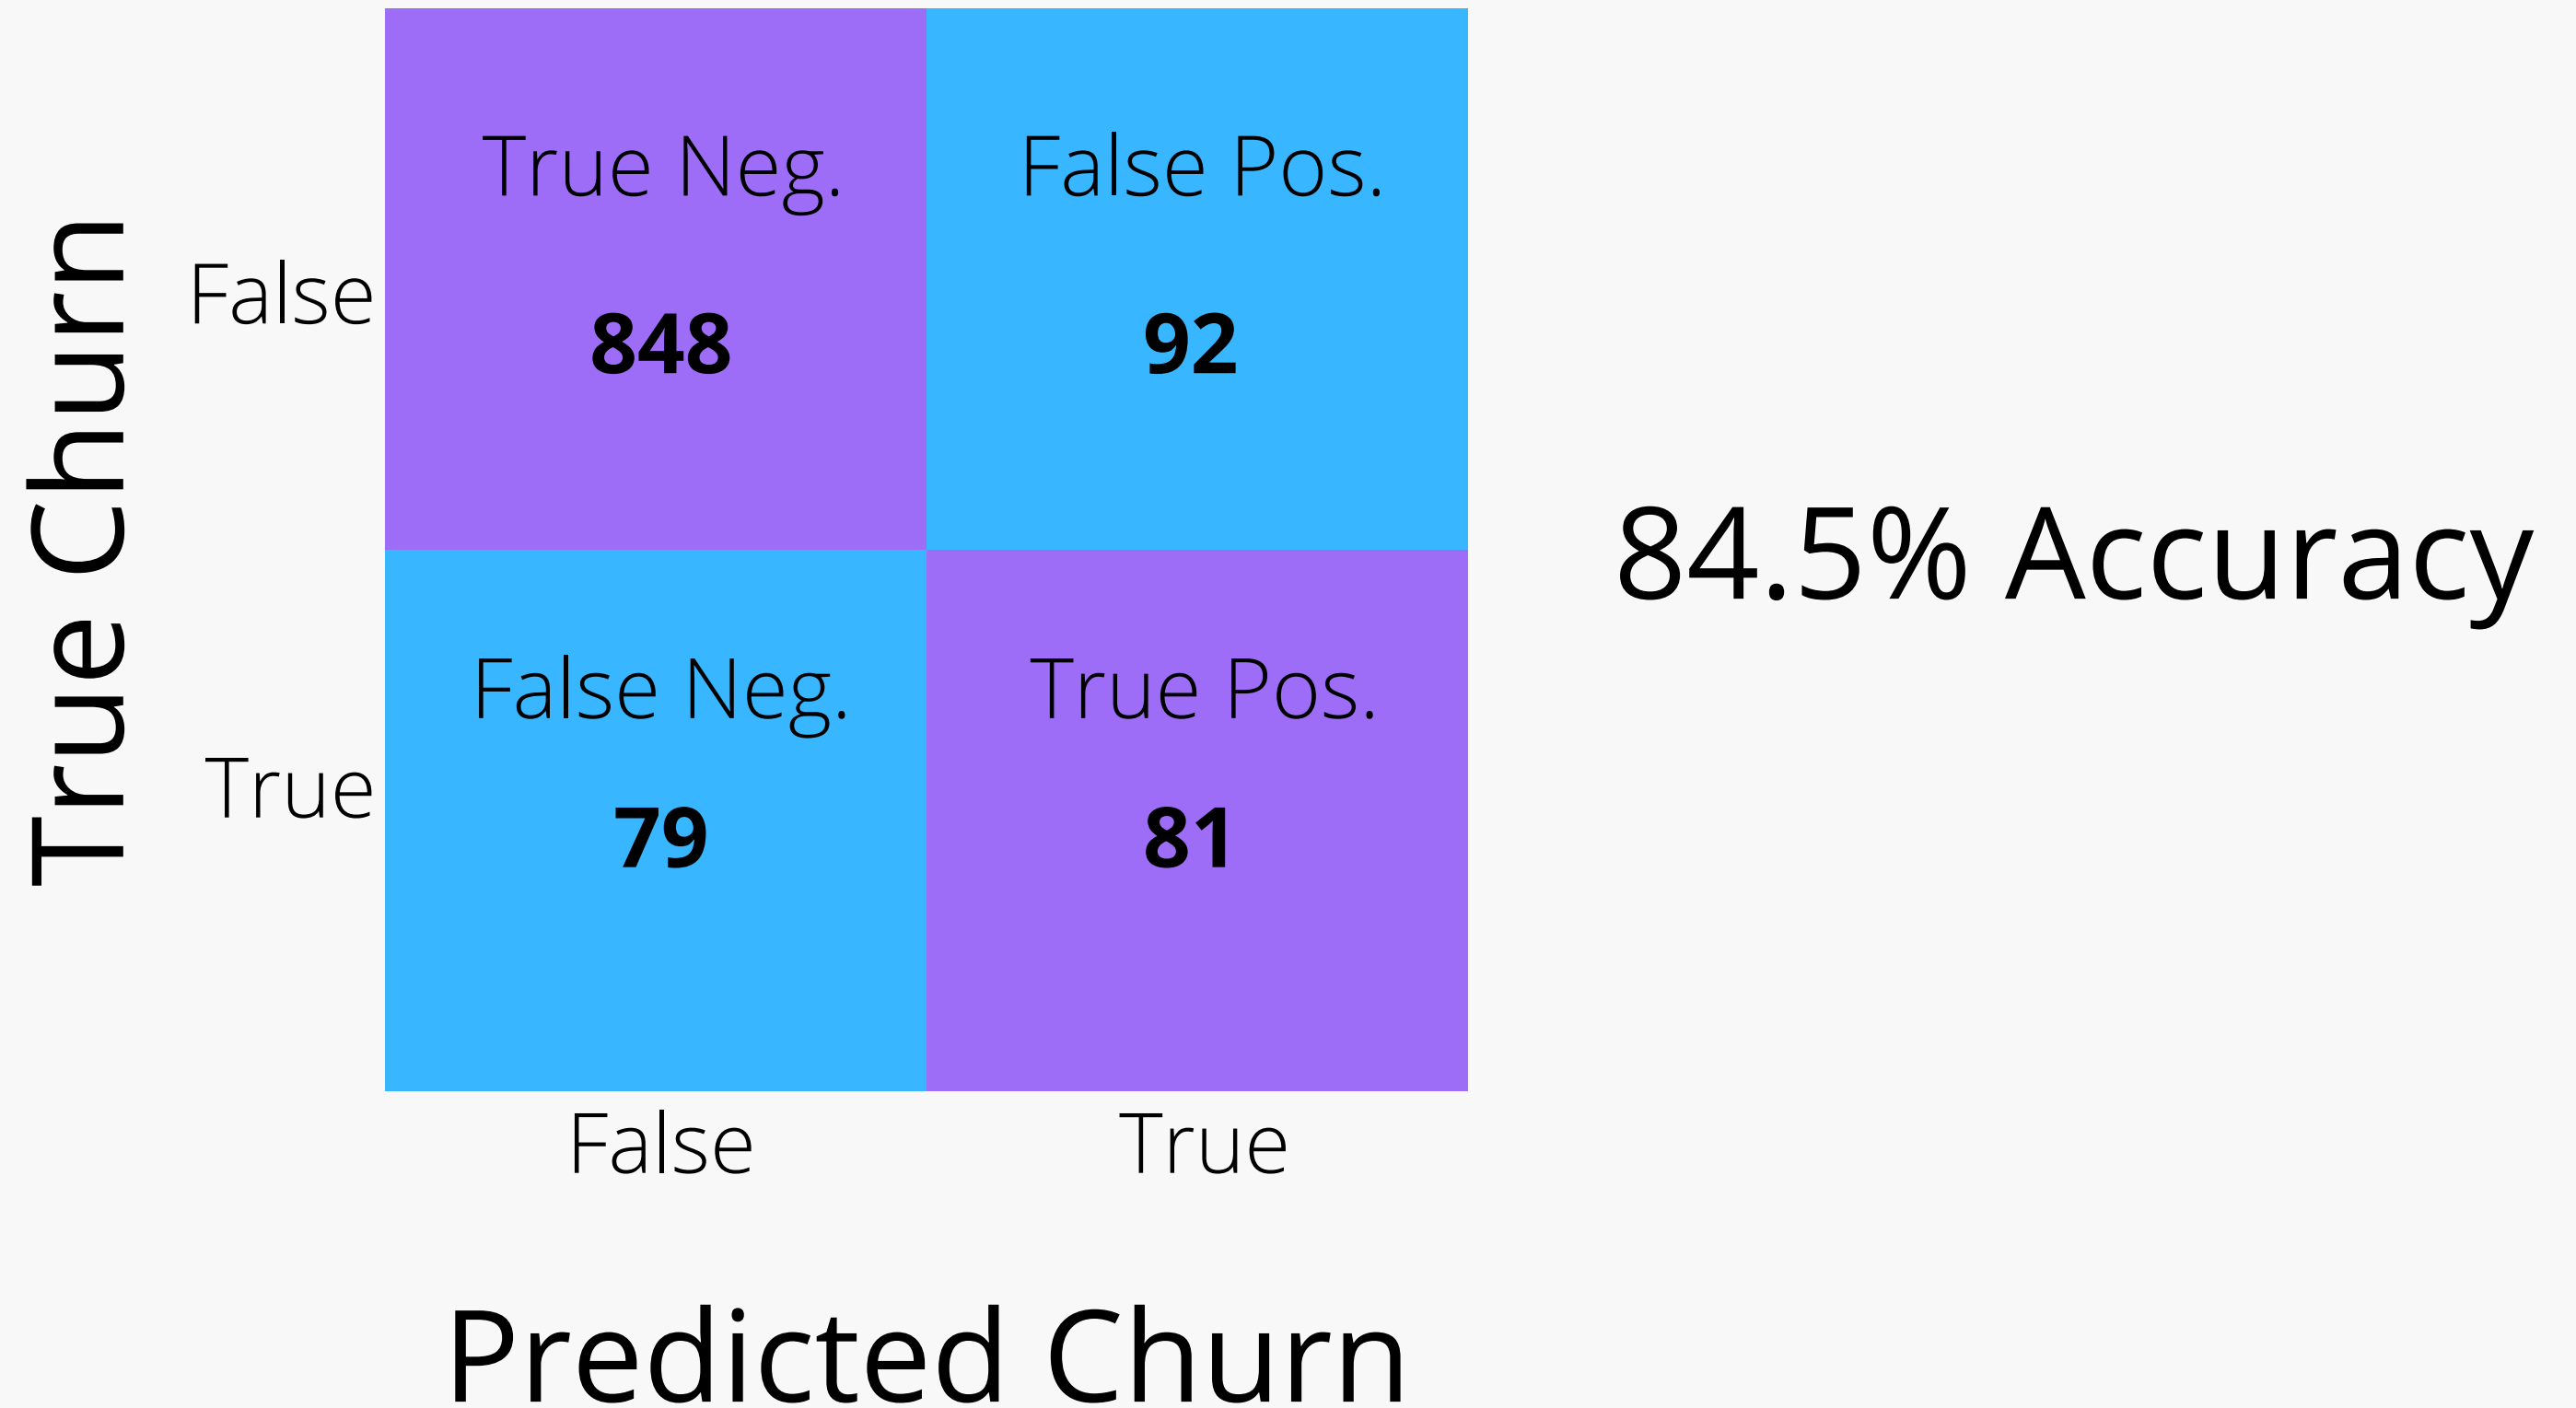 True Churn
False
True
True Neg.
848
False Pos.
92
False Neg.
79
True Pos.
81
False
True
Predicted Churn
84.5% Accuracy